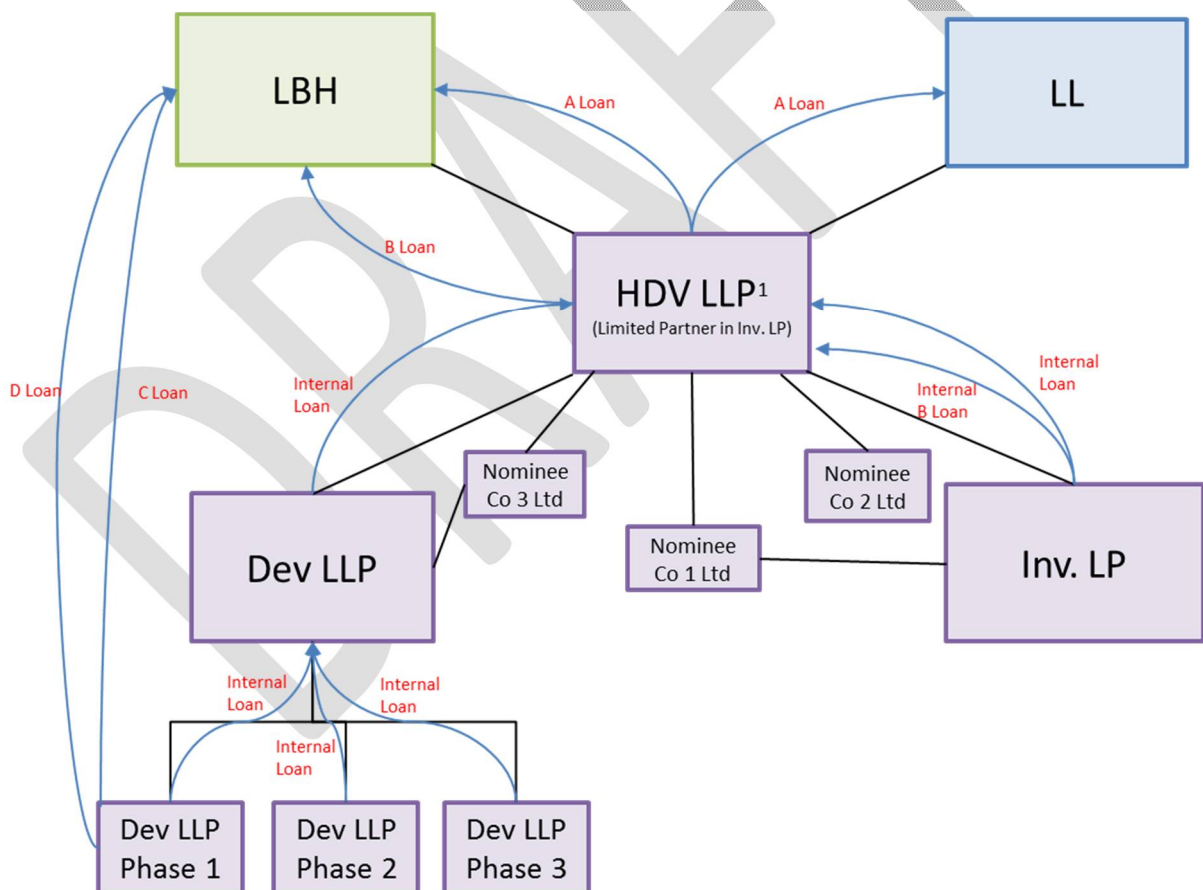 DRAFT
LBH
LL
A Loan
A Loan
B Loan
HDV LLP1
(Limited Partner in Inv. LP)
D Loan
C Loan
Internal
Loan
Internal
B Loan
Internal
Loan
Nominee
Co 3 Ltd
Nominee
Co 2 Ltd
Nominee
Co 1 Ltd
Dev LLP
Inv. LP
Internal
Loan
Internal
Loan
Internal
Loan
Dev LLP
Phase 1
Dev LLP
Phase 2
Dev LLP
Phase 3